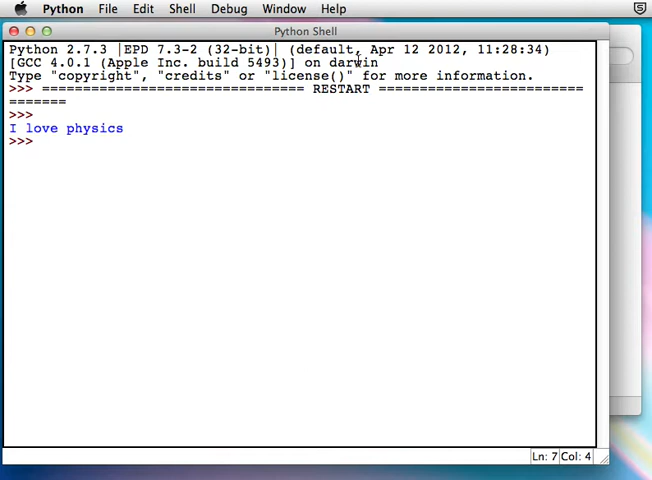 Python File Edit Shell Debug Window Help
Python Shell
Python 2.7.3 |EPD 7.3-2 (32-bit)| (default, Apr 12 2012, 11:28:34)
[GCC 4.0.1 (Apple Inc. build 5493)] on darwin
Type "copyright", "credits" or "license()" for more information.
>>> ================================ RESTART =========================
=======
>>>
I love physics
>>>
Ln: 7 Col: 4